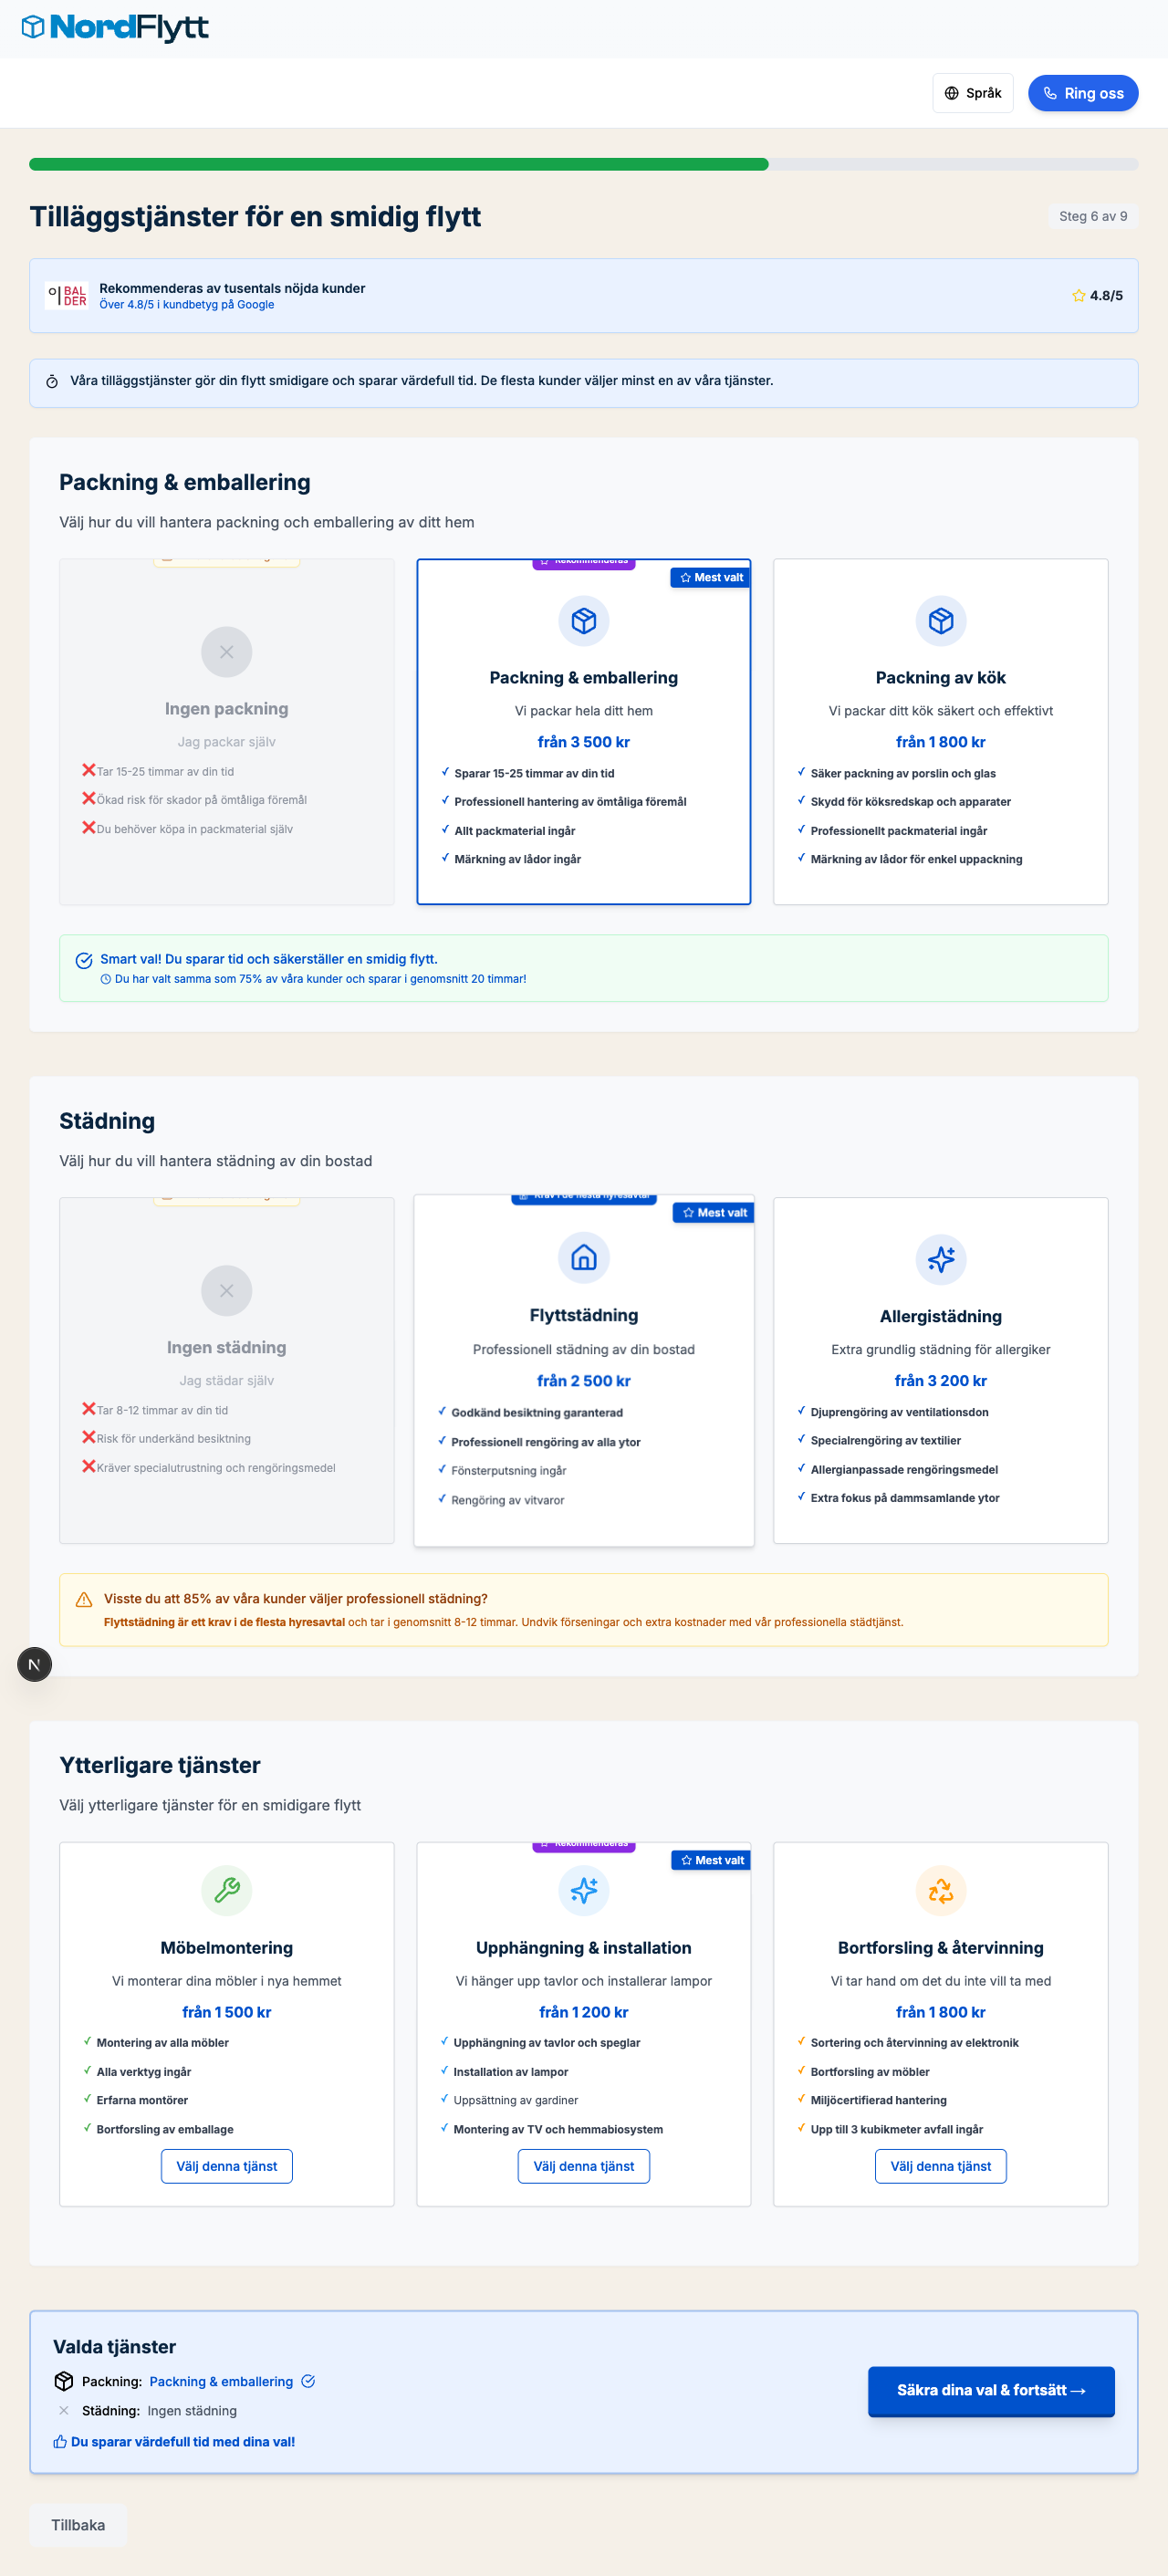 NordFlytt
Språk
Ring oss
Tilläggstjänster för en smidig flytt
Steg 6 av 9
O
BAL
DER
Rekommenderas av tusentals nöjda kunder
Över 4.8/5 i kundbetyg på Google
4.8/5
Våra tilläggstjänster gör din flytt smidigare och sparar värdefull tid. De flesta kunder väljer minst en av våra tjänster.
Packning & emballering
Välj hur du vill hantera packning och emballering av ditt hem
Ingen packning
Jag packar själv
Tar 15-25 timmar av din tid
Ökad risk för skador på ömtåliga föremål
Du behöver köpa in packmaterial själv
Rekommenderas
Mest valt
Packning & emballering
Vi packar hela ditt hem
från 3 500 kr
✓ Sparar 15-25 timmar av din tid
✓ Professionell hantering av ömtåliga föremål
✓ Allt packmaterial ingår
✓ Märkning av lådor ingår
Packning av kök
Vi packar ditt kök säkert och effektivt
från 1 800 kr
✓ Säker packning av porslin och glas
✓ Skydd för köksredskap och apparater
✓ Professionellt packmaterial ingår
✓ Märkning av lådor för enkel uppackning
Smart val! Du sparar tid och säkerställer en smidig flytt.
Du har valt samma som 75% av våra kunder och sparar i genomsnitt 20 timmar!
Städning
Välj hur du vill hantera städning av din bostad
Ingen städning
Jag städar själv
Tar 8-12 timmar av din tid
Risk för underkänd besiktning
Kräver specialutrustning och rengöringsmedel
Krav i de flesta hyresavtal
Mest valt
Flyttstädning
Professionell städning av din bostad
från 2 500 kr
✓ Godkänd besiktning garanterad
✓ Professionell rengöring av alla ytor
✓ Fönsterputsning ingår
✓ Rengöring av vitvaror
Allergistädning
Extra grundlig städning för allergiker
från 3 200 kr
✓ Djuprengöring av ventilationsdon
✓ Specialrengöring av textilier
✓ Allergianpassade rengöringsmedel
✓ Extra fokus på dammsamlande ytor
Visste du att 85% av våra kunder väljer professionell städning?
Flyttstädning är ett krav i de flesta hyresavtal och tar i genomsnitt 8-12 timmar. Undvik förseningar och extra kostnader med vår professionella städtjänst.
N
Ytterligare tjänster
Välj ytterligare tjänster för en smidigare flytt
Möbelmontering
Vi monterar dina möbler i nya hemmet
från 1 500 kr
✓ Montering av alla möbler
✓ Alla verktyg ingår
✓ Erfarna montörer
✓ Bortforsling av emballage
Välj denna tjänst
Rekommenderas
Mest valt
Upphängning & installation
Vi hänger upp tavlor och installerar lampor
från 1 200 kr
✓ Upphängning av tavlor och speglar
✓ Installation av lampor
✓ Uppsättning av gardiner
✓ Montering av TV och hemmabiosystem
Välj denna tjänst
Bortforsling & återvinning
Vi tar hand om det du inte vill ta med
från 1 800 kr
✓ Sortering och återvinning av elektronik
✓ Bortforsling av möbler
✓ Miljöcertifierad hantering
✓ Upp till 3 kubikmeter avfall ingår
Välj denna tjänst
Valda tjänster
Packning: Packning & emballering
Städning: Ingen städning
Du sparar värdefull tid med dina val!
Säkra dina val & fortsätt →
Tillbaka